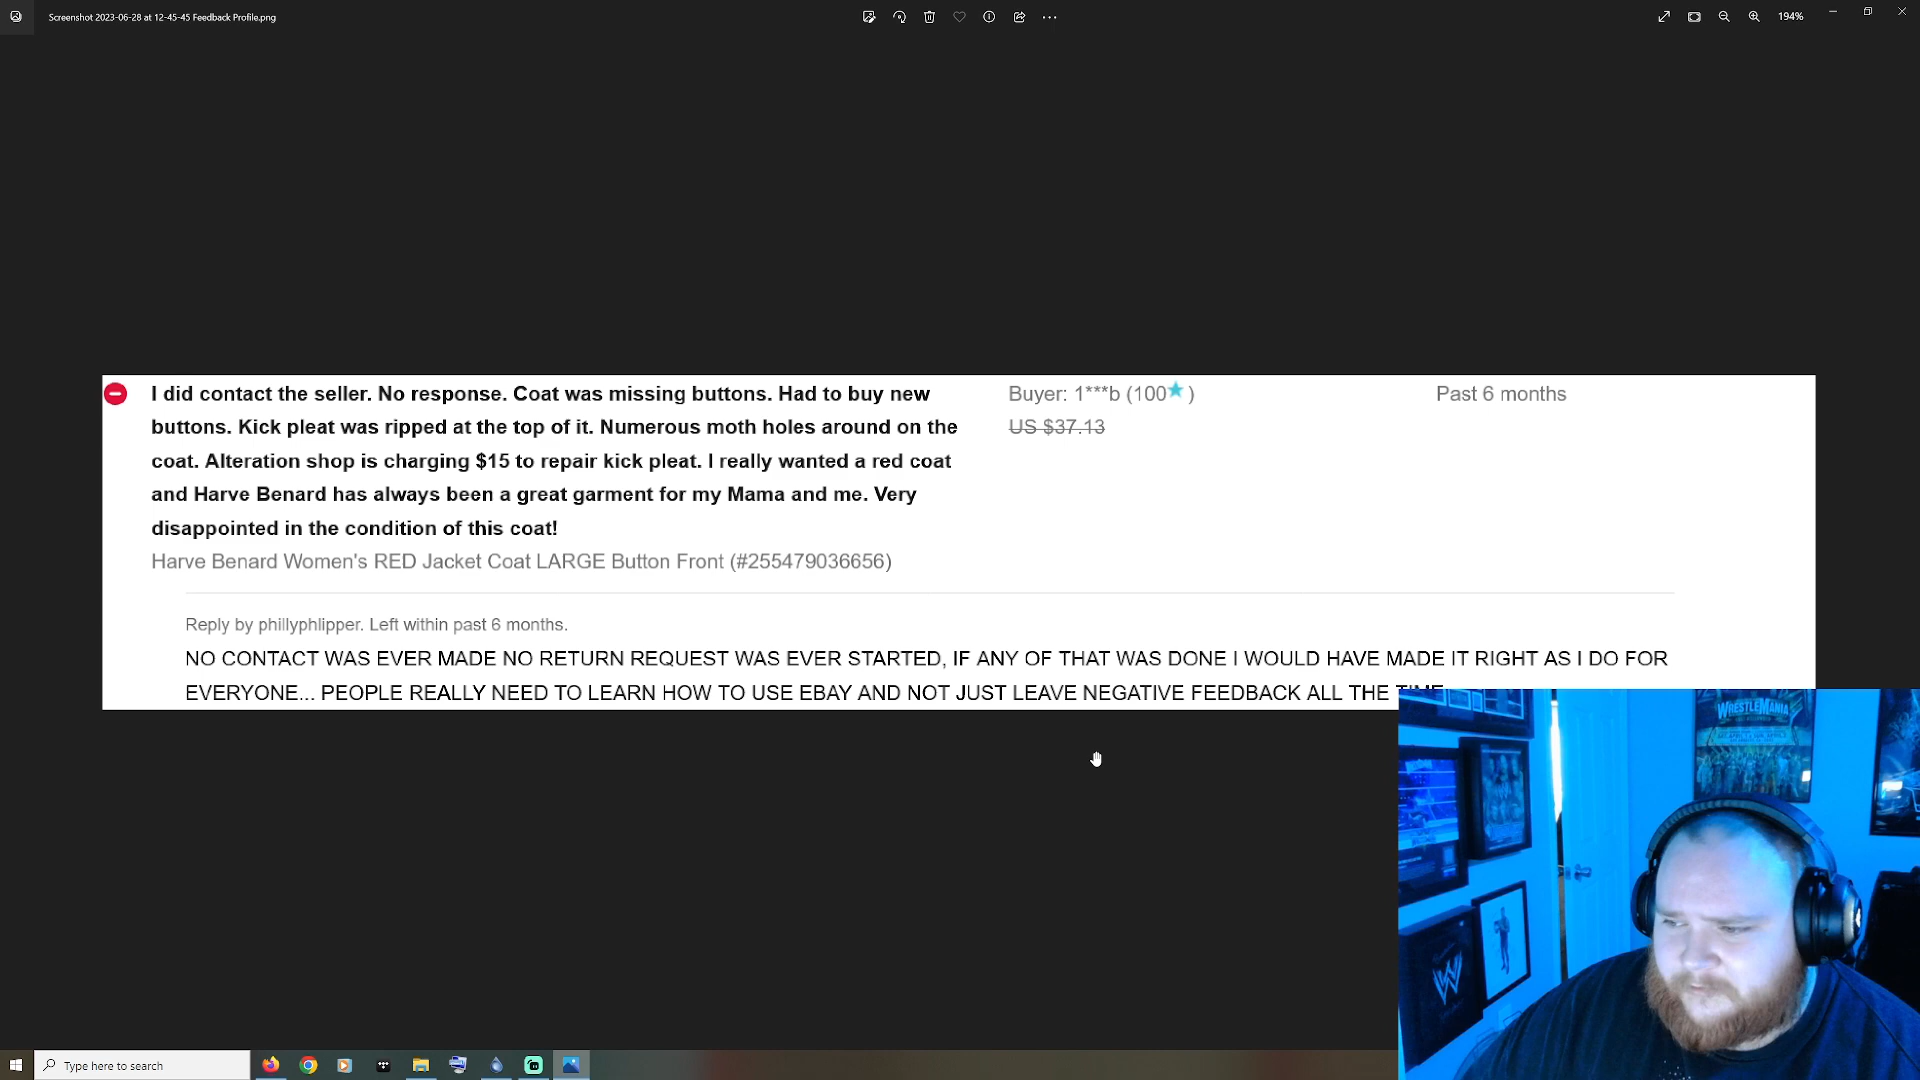 Screenshot 2023-06-28 at 12-45-45 Feedback Profile.png
194%
I did contact the seller. No response. Coat was missing buttons. Had to buy new
buttons. Kick pleat was ripped at the top of it. Numerous moth holes around on the
coat. Alteration shop is charging $15 to repair kick pleat. I really wanted a red coat
and Harve Benard has always been a great garment for my Mama and me. Very
disappointed in the condition of this coat!
Harve Benard Women's RED Jacket Coat LARGE Button Front (#255479036656)
Buyer: 1***b (100★)
US $37.13
Past 6 months
Reply by phillyphlipper. Left within past 6 months.
NO CONTACT WAS EVER MADE NO RETURN REQUEST WAS EVER STARTED, IF ANY OF THAT WAS DONE I WOULD HAVE MADE IT RIGHT AS I DO FOR
EVERYONE... PEOPLE REALLY NEED TO LEARN HOW TO USE EBAY AND NOT JUST LEAVE NEGATIVE FEEDBACK ALL THE TIME
WRESTLEMANIA
Type here to search